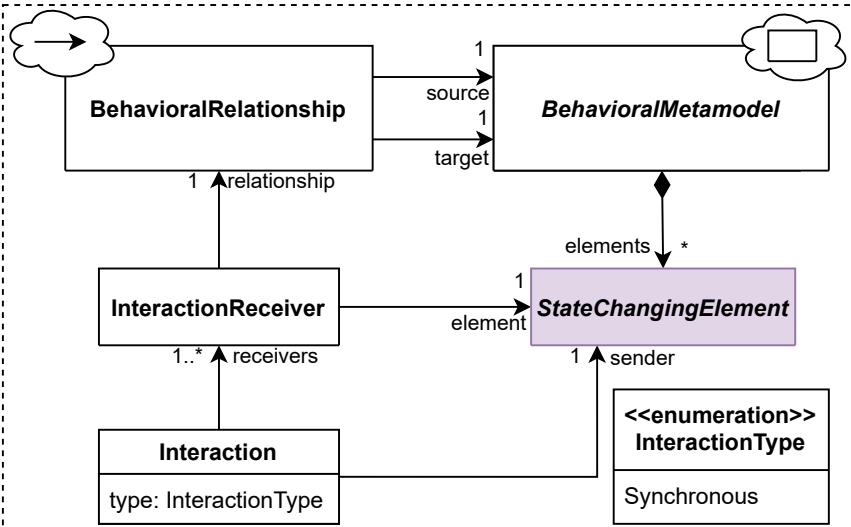 1
source
BehavioralRelationship
BehavioralMetamodel
1
target
1 relationship
elements *
1
InteractionReceiver
StateChangingElement
element
1..* receivers
1 sender
<<enumeration>>
InteractionType
Interaction
type: InteractionType
Synchronous